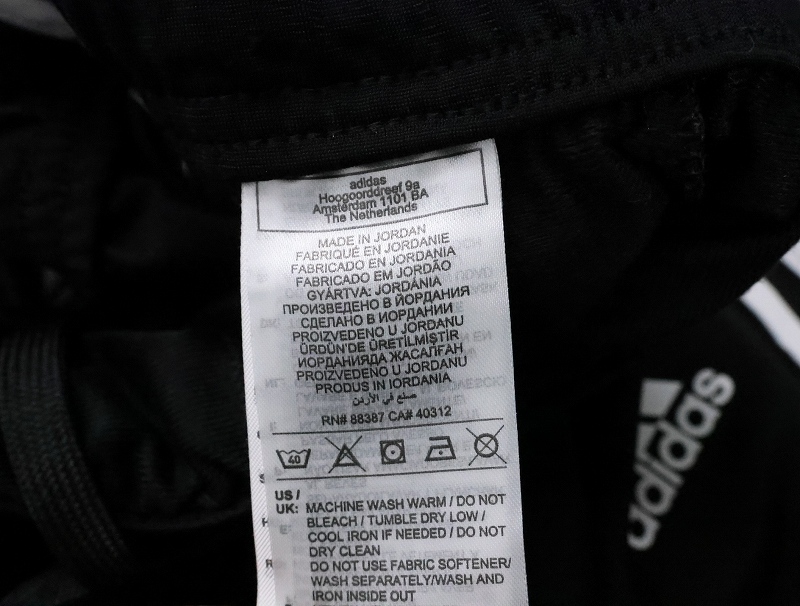 adidas
Hoogoorddreef 9a
Amsterdam 1101 BA
The Netherlands
MADE IN JORDAN
FABRIQUÉ EN JORDANIE
FABRICADO EN JORDANIA
FABRICADO EM JORDÃO
GYÁRTVA: JORDÁNIA
ПРОИЗВЕДЕНО В ЙОРДАНИЯ
СДЕЛАНО В ИОРДАНИИ
PROIZVEDENO U JORDANU
ÜRDÜN'DE ÜRETİLMİŞTİR
ИОРДАНИЯДА ЖАСАЛҒАН
PROIZVEDENO U JORDANU
PRODUS IN IORDANIA
صنع في الأردن
RN# 88387 CA# 40312
40
US /
UK: MACHINE WASH WARM / DO NOT
BLEACH / TUMBLE DRY LOW /
COOL IRON IF NEEDED / DO NOT
DRY CLEAN
DO NOT USE FABRIC SOFTENER/
WASH SEPARATELY/WASH AND
IRON INSIDE OUT
adidas